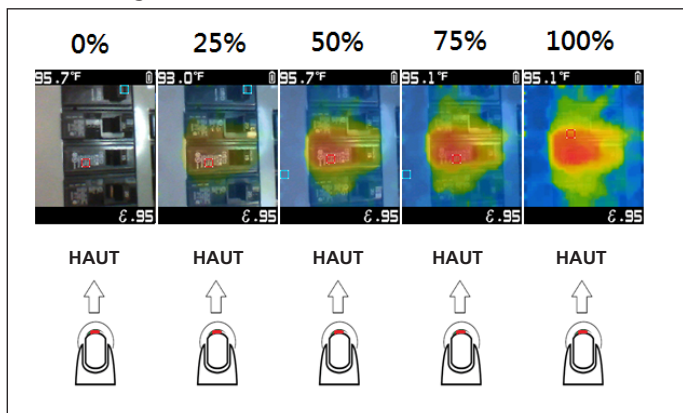 0% 25% 50% 75% 100%
95.7°F 93.0°F 95.7°F 95.1°F 95.1°F
ε.95 ε.95 ε.95 ε.95 ε.95
HAUT HAUT HAUT HAUT HAUT